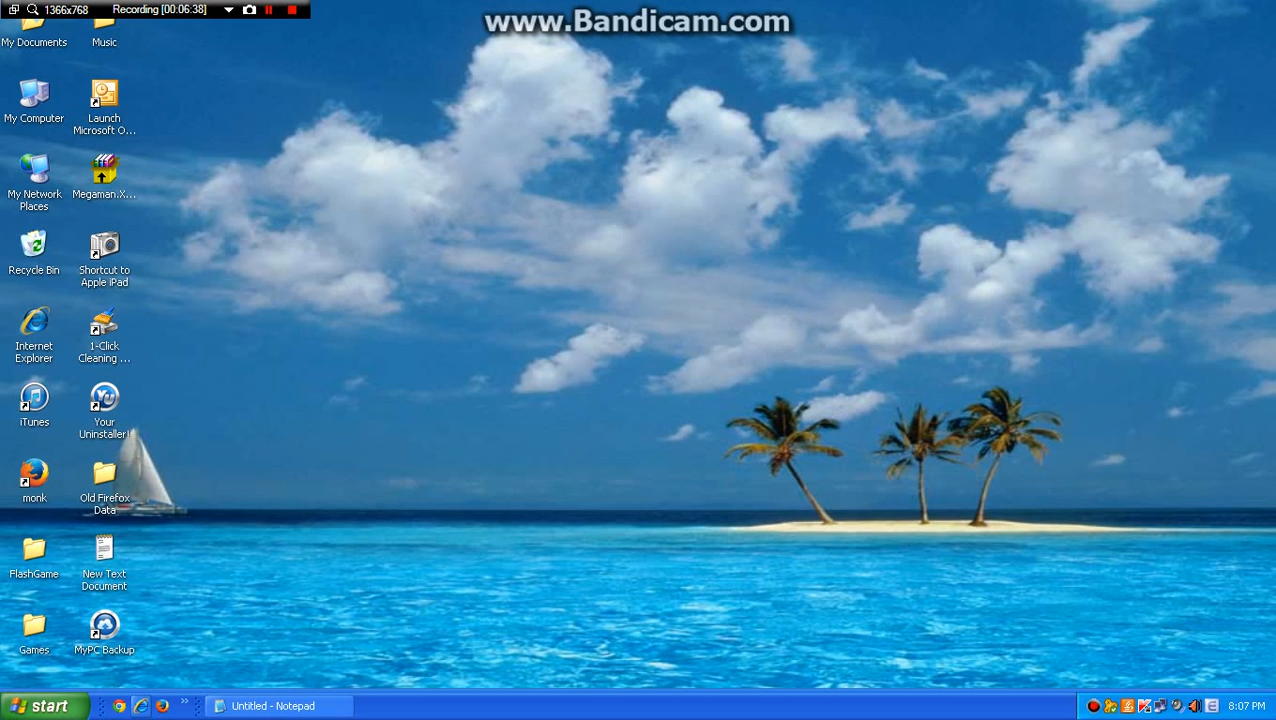 1366x768
Recording [00:06:38]
www.Bandicam.com
My Documents
Music
My Computer
Launch
Microsoft O...
My Network
Places
Megaman.X...
Recycle Bin
Shortcut to
Apple iPad
Internet
Explorer
1-Click
Cleaning ...
iTunes
Your
Uninstaller!
monk
Old Firefox
Data
FlashGame
New Text
Document
Games
MyPC Backup
start
Untitled - Notepad
8:07 PM